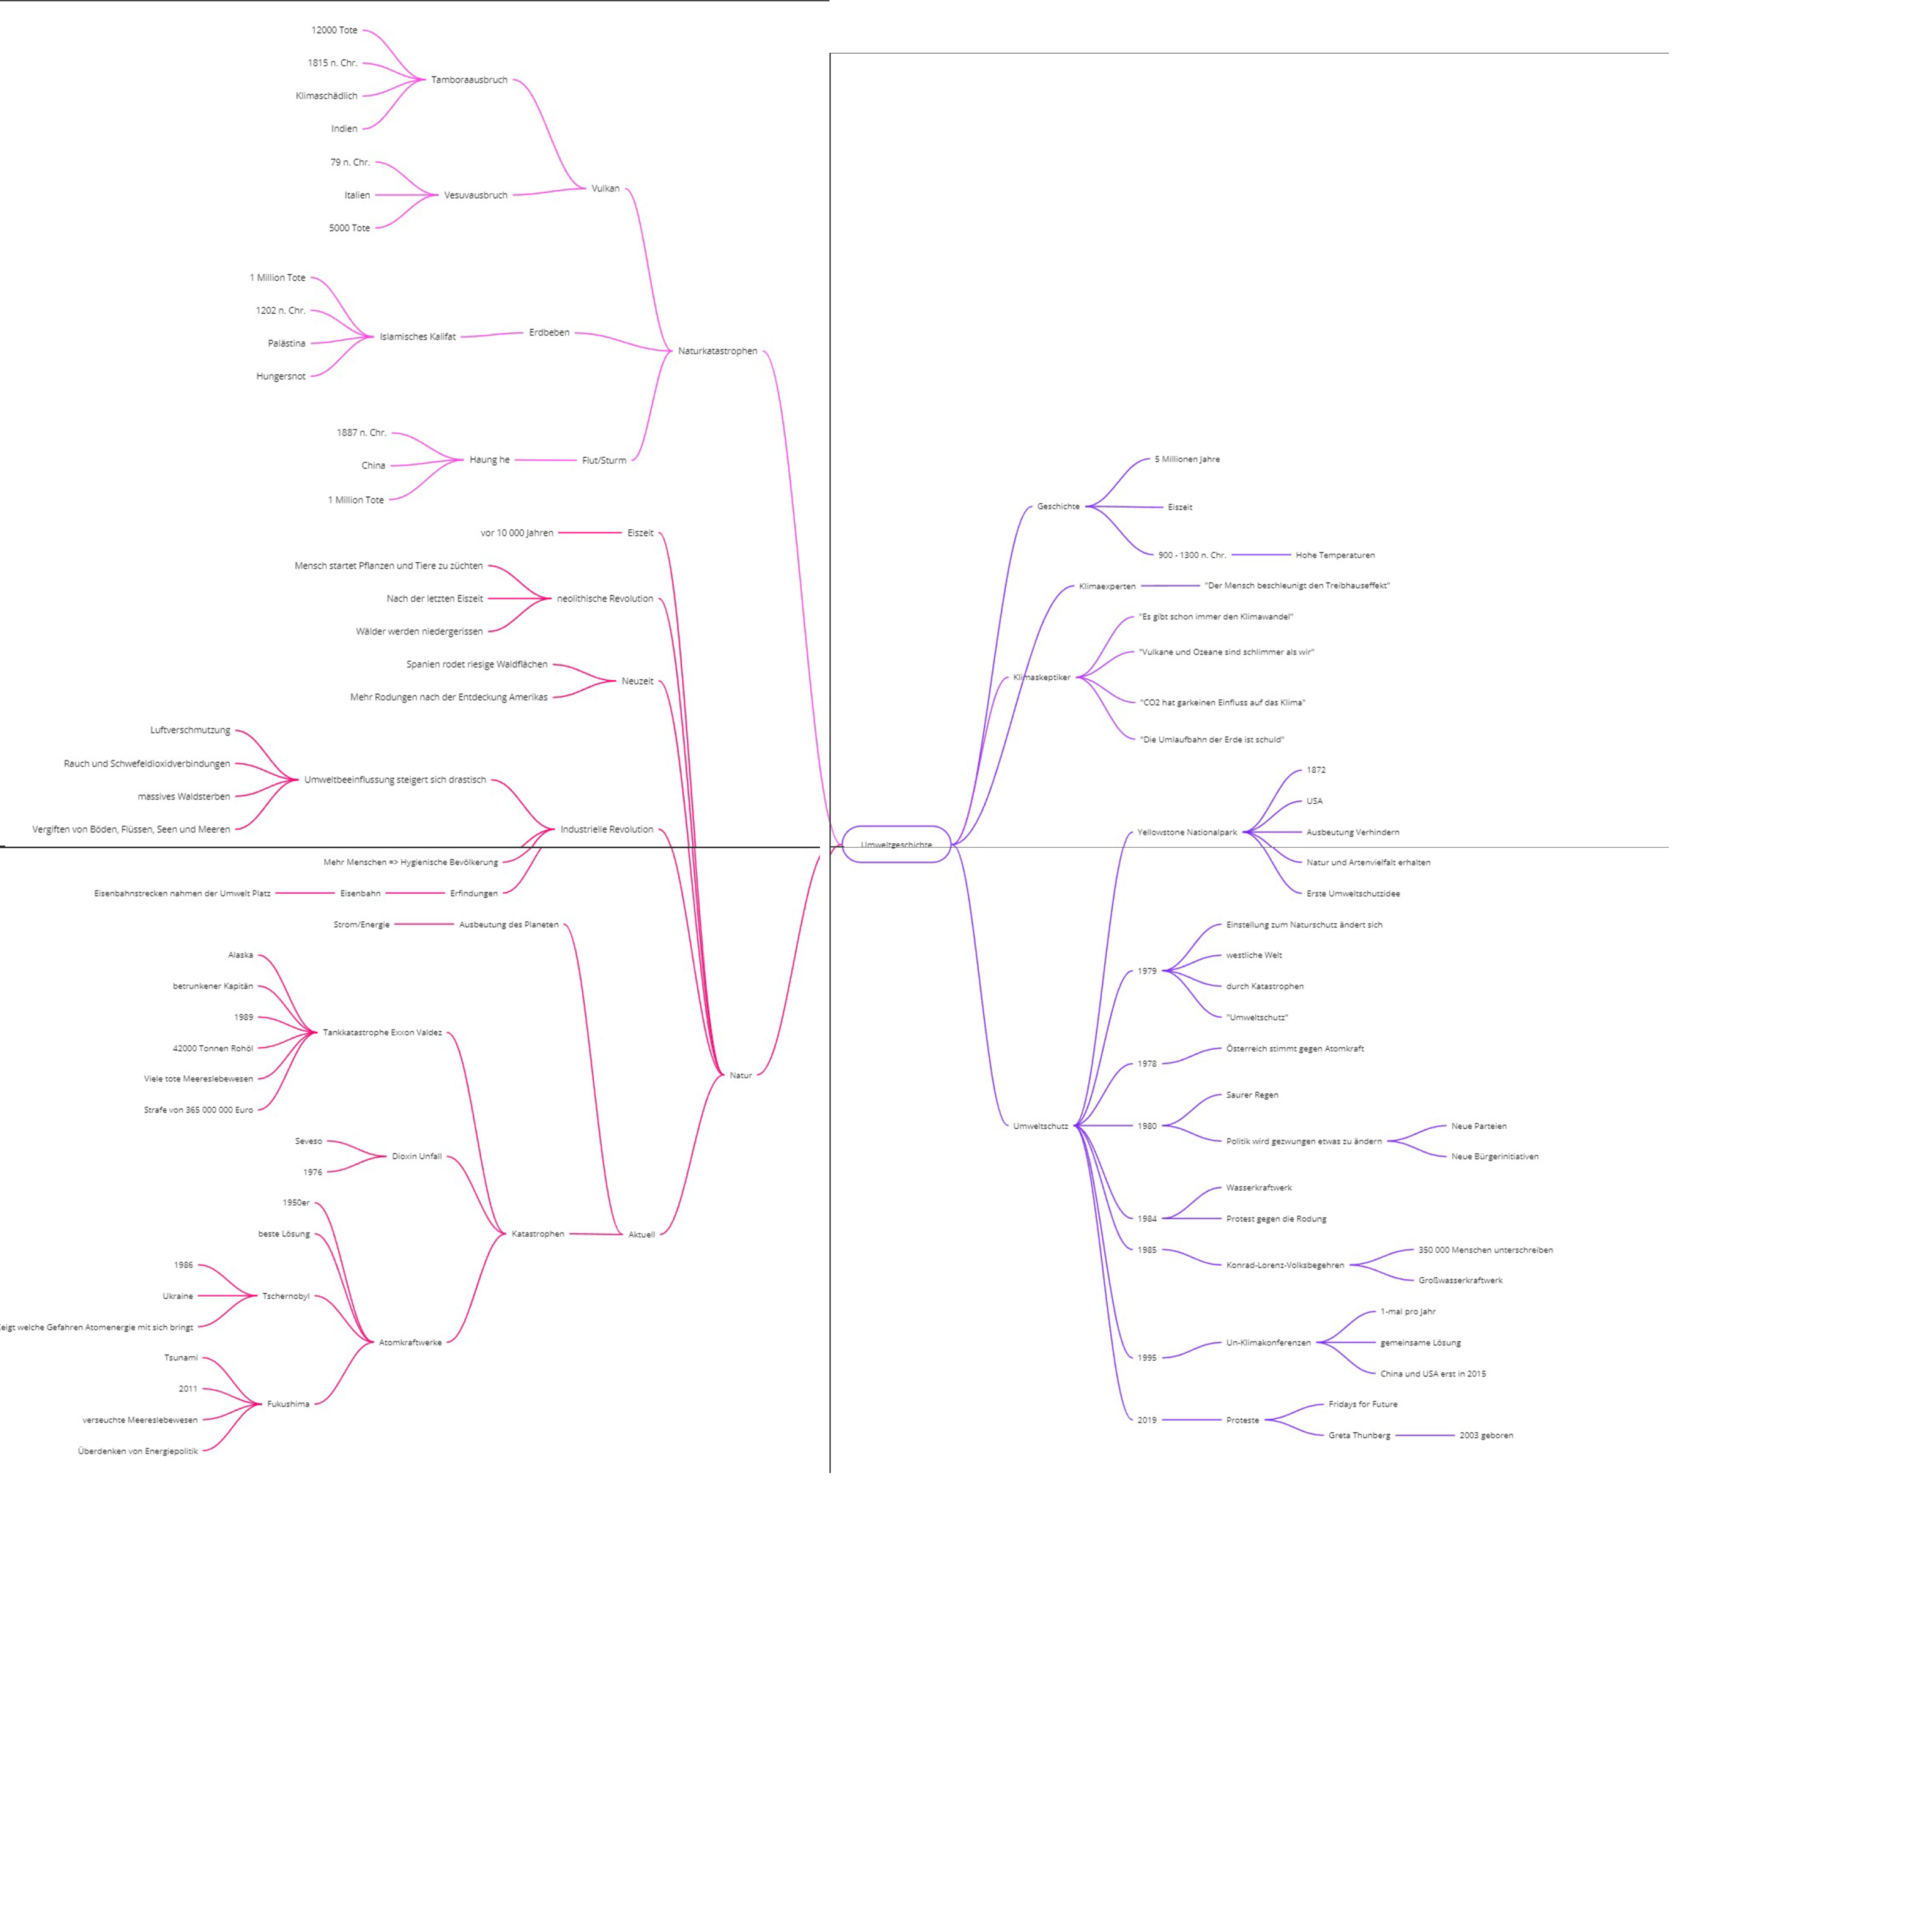 12000 Tote
1815 n. Chr.
Klimaschädlich
Indien
Tamboraausbruch
79 n. Chr.
Italien
5000 Tote
Vesuvausbruch
Vulkan
1 Million Tote
1202 n. Chr.
Palästina
Hungersnot
Islamisches Kalifat
Erdbeben
Naturkatastrophen
1887 n. Chr.
China
1 Million Tote
Haung he
Flut/Sturm
vor 10 000 Jahren
Eiszeit
Mensch startet Pflanzen und Tiere zu züchten
Nach der letzten Eiszeit
Wälder werden niedergerissen
neolithische Revolution
Spanien rodet riesige Waldflächen
Mehr Rodungen nach der Entdeckung Amerikas
Neuzeit
Luftverschmutzung
Rauch und Schwefeldioxidverbindungen
massives Waldsterben
Vergiften von Böden, Flüssen, Seen und Meeren
Umweltbeeinflussung steigert sich drastisch
Industrielle Revolution
Mehr Menschen => Hygienische Bevölkerung
Eisenbahnstrecken nahmen der Umwelt Platz
Eisenbahn
Erfindungen
Strom/Energie
Ausbeutung des Planeten
Alaska
betrunkener Kapitän
1989
42000 Tonnen Rohöl
Viele tote Meereslebewesen
Strafe von 365 000 000 Euro
Tankkatastrophe Exxon Valdez
Natur
Seveso
1976
Dioxin Unfall
1950er
beste Lösung
Katastrophen
Aktuell
1986
Ukraine
eigt welche Gefahren Atomenergie mit sich bringt
Tschernobyl
Atomkraftwerke
Tsunami
2011
verseuchte Meereslebewesen
Überdenken von Energiepolitik
Fukushima
Umweltgeschichte
Geschichte
5 Millionen Jahre
Eiszeit
900 - 1300 n. Chr.
Hohe Temperaturen
Klimaexperten
"Der Mensch beschleunigt den Treibhauseffekt"
Klimaskeptiker
"Es gibt schon immer den Klimawandel"
"Vulkane und Ozeane sind schlimmer als wir"
"CO2 hat garkeinen Einfluss auf das Klima"
"Die Umlaufbahn der Erde ist schuld"
Umweltschutz
Yellowstone Nationalpark
1872
USA
Ausbeutung Verhindern
Natur und Artenvielfalt erhalten
Erste Umweltschutzidee
1979
Einstellung zum Naturschutz ändert sich
westliche Welt
durch Katastrophen
"Umweltschutz"
1978
Österreich stimmt gegen Atomkraft
1980
Saurer Regen
Politik wird gezwungen etwas zu ändern
Neue Parteien
Neue Bürgerinitiativen
1984
Wasserkraftwerk
Protest gegen die Rodung
1985
Konrad-Lorenz-Volksbegehren
350 000 Menschen unterschreiben
Großwasserkraftwerk
1995
Un-Klimakonferenzen
1-mal pro Jahr
gemeinsame Lösung
China und USA erst in 2015
2019
Proteste
Fridays for Future
Greta Thunberg
2003 geboren